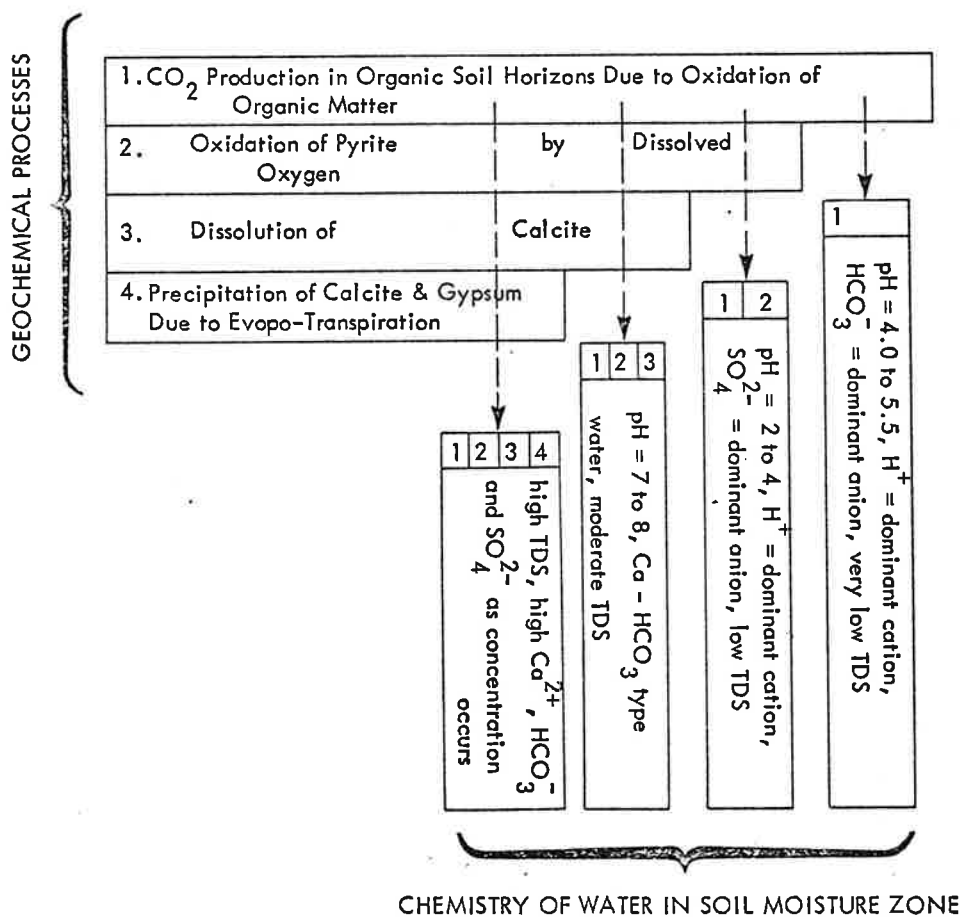 GEOCHEMICAL PROCESSES
1. CO2 Production in Organic Soil Horizons Due to Oxidation of
Organic Matter
2. Oxidation of Pyrite by Dissolved
Oxygen
3. Dissolution of Calcite
4. Precipitation of Calcite & Gypsum
Due to Evopo-Transpiration
1 2 3 4
high TDS, high Ca2+, HCO3-
and SO4 2- as concentration
occurs
1 2 3
pH = 7 to 8, Ca - HCO3 type
water, moderate TDS
1 2
pH = 2 to 4, H+ = dominant cation,
SO4 2- = dominant anion, low TDS
1
pH = 4.0 to 5.5, H+ = dominant cation,
HCO3- = dominant anion, very low TDS
CHEMISTRY OF WATER IN SOIL MOISTURE ZONE